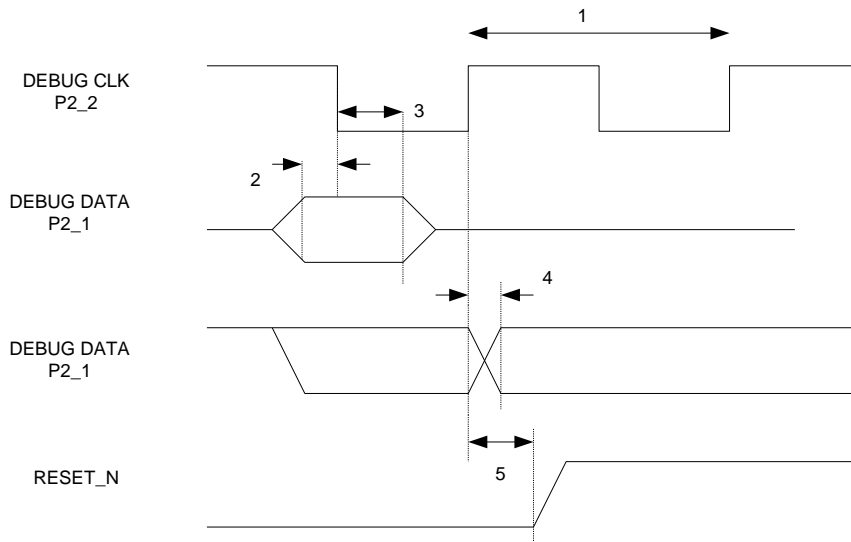 1
DEBUG CLK
P2_2
3
2
DEBUG DATA
P2_1
4
DEBUG DATA
P2_1
5
RESET_N